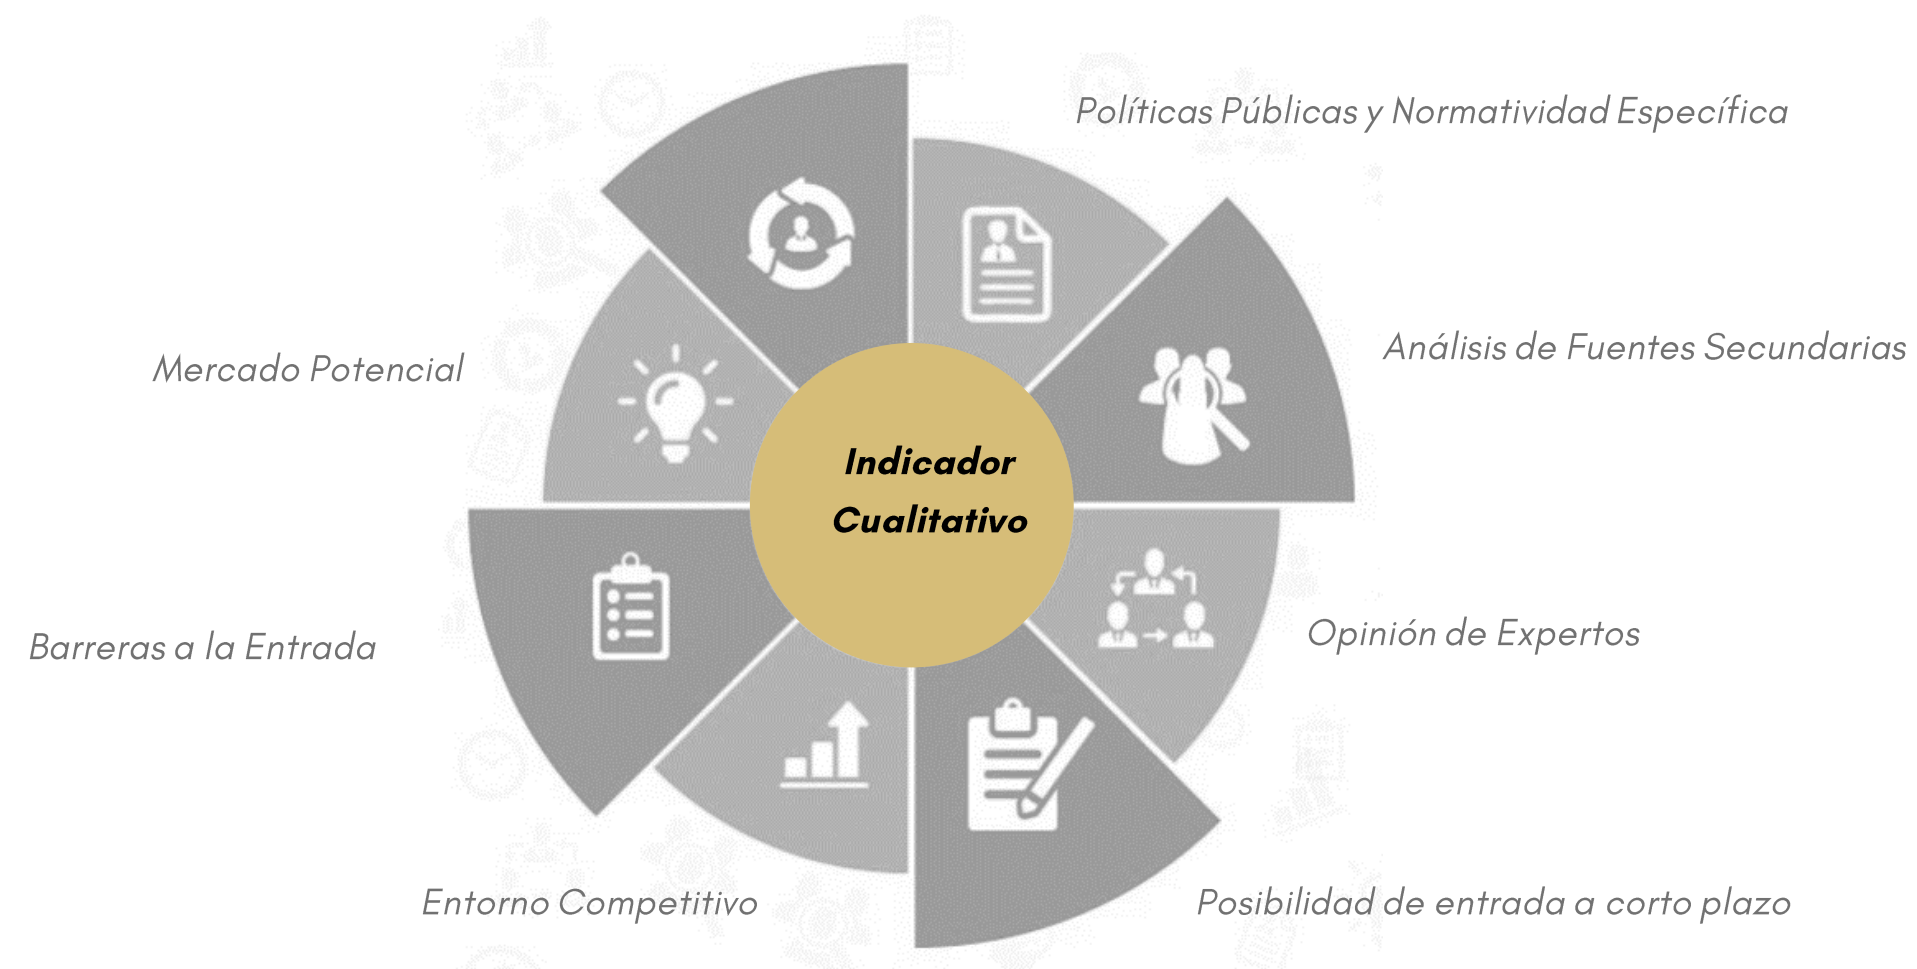 Políticas Públicas y Normatividad Específica
Análisis de Fuentes Secundarias
Mercado Potencial
Indicador
Cualitativo
Barreras a la Entrada
Opinión de Expertos
Entorno Competitivo
Posibilidad de entrada a corto plazo